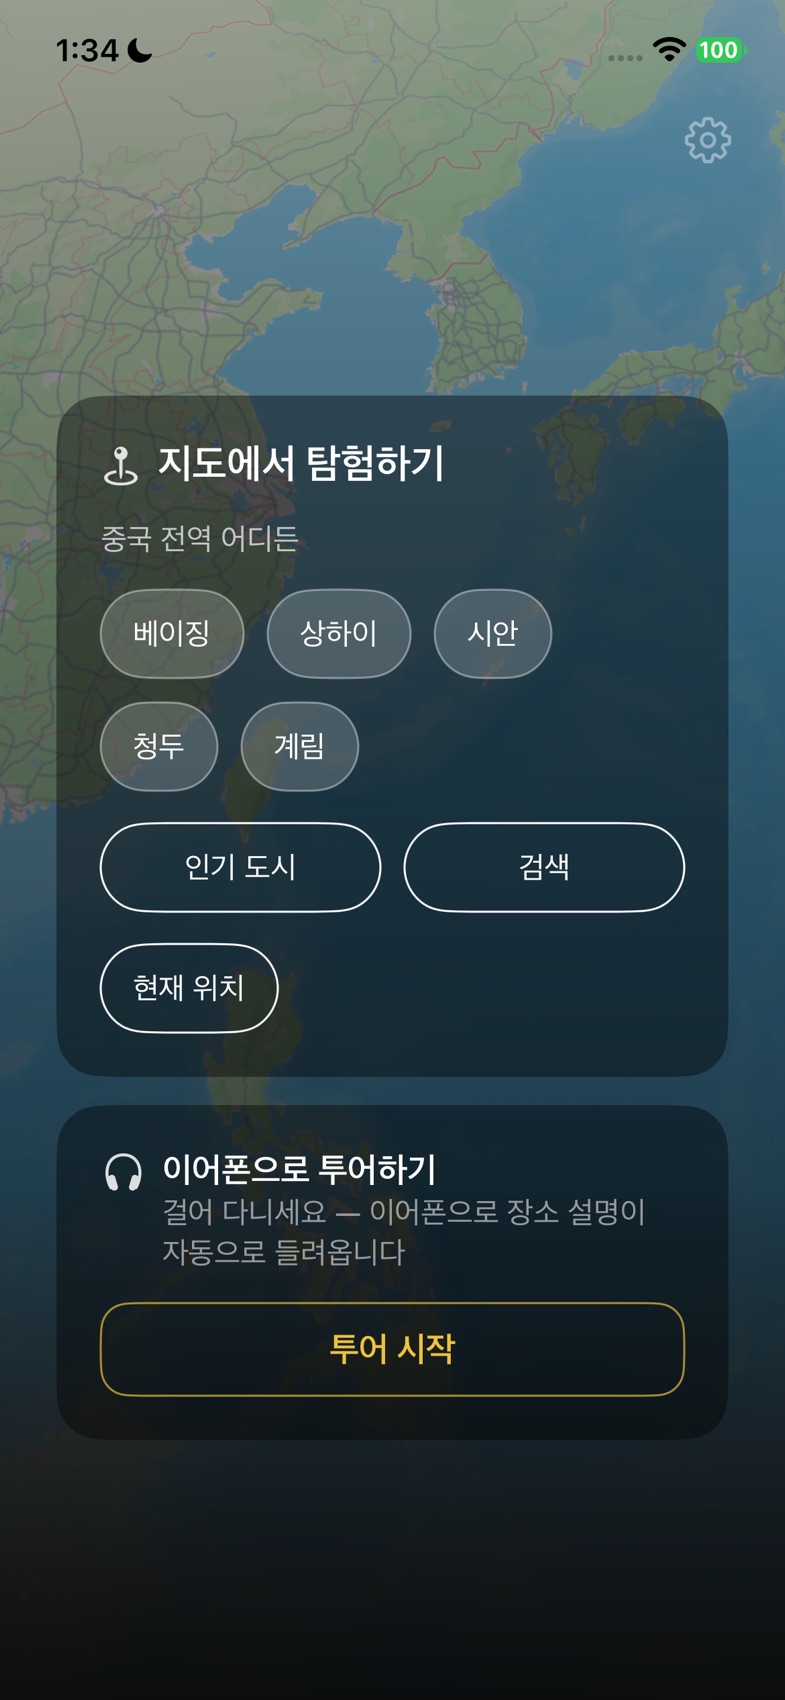 1:34
100
지도에서 탐험하기
중국 전역 어디든
베이징
상하이
시안
청두
계림
인기 도시
검색
현재 위치
이어폰으로 투어하기
걸어 다니세요 — 이어폰으로 장소 설명이
자동으로 들려옵니다
투어 시작